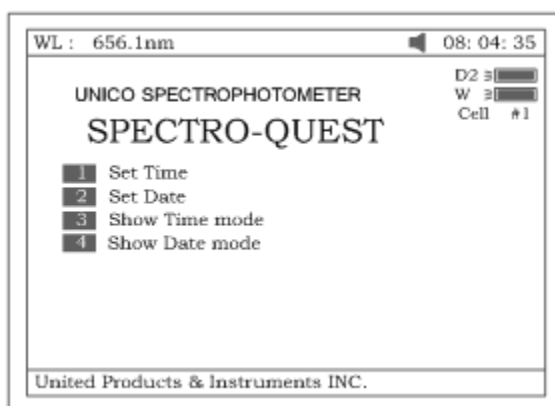 WL : 656.1nm 08: 04: 35
D2
UNICO SPECTROPHOTOMETER W
Cell #1
SPECTRO-QUEST
1 Set Time
2 Set Date
3 Show Time mode
4 Show Date mode
United Products & Instruments INC.